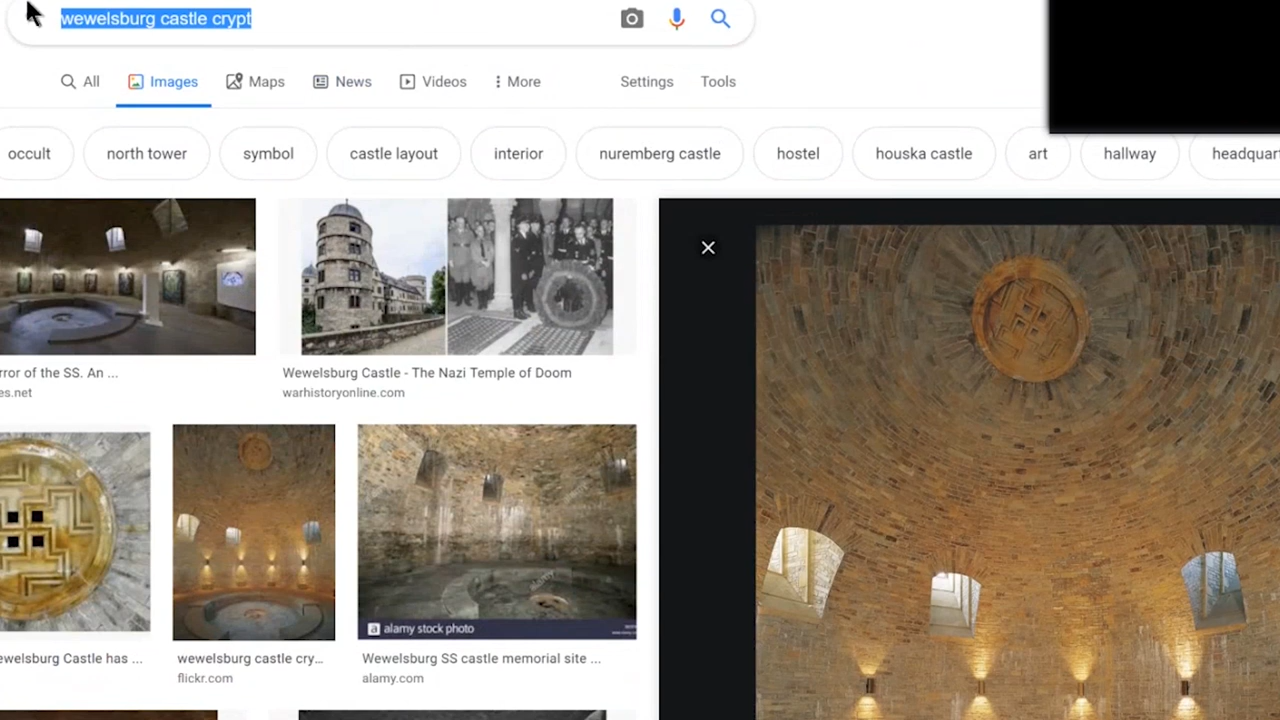 wewelsburg castle crypt
All Images Maps News Videos More Settings Tools
occult north tower symbol castle layout interior nuremberg castle hostel houska castle art hallway headquart
rror of the SS. An ...
es.net
Wewelsburg Castle - The Nazi Temple of Doom
warhistoryonline.com
a alamy stock photo
ewelsburg Castle has ...
wewelsburg castle cry...
flickr.com
Wewelsburg SS castle memorial site ...
alamy.com